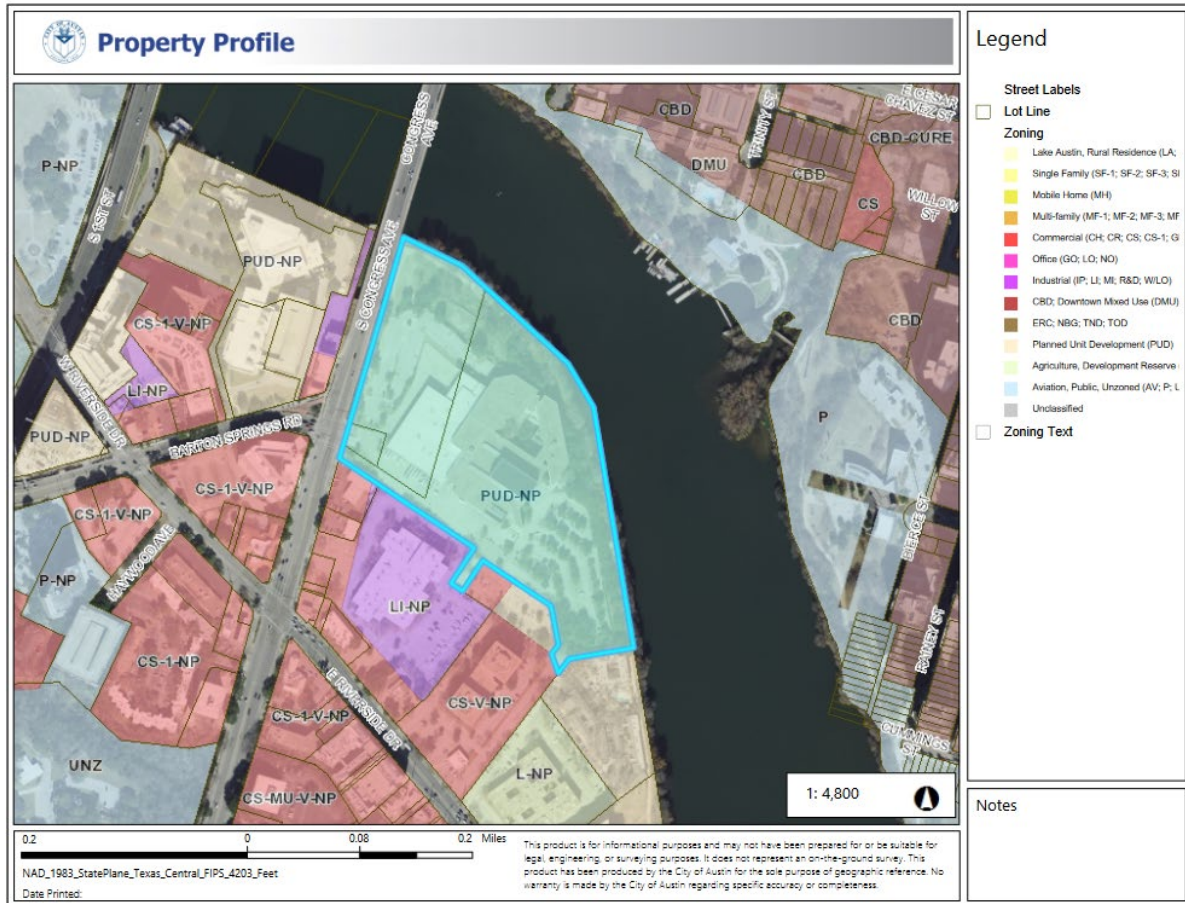 CITY OF AUSTIN
Property Profile
P-NP
S 1ST ST
PUD-NP
CS-1-V-NP
LI-NP
W RIVERSIDE DR
PUD-NP
BARTON SPRINGS RD
S CONGRESS AVE
CONGRESS
AVE
CS-1-V-NP
CS-1-V-NP
HAYWOOD AVE
P-NP
CS-1-NP
UNZ
CS-1-V-NP
CS-MU-V-NP
E RIVERSIDE DR
LI-NP
CS-V-NP
L-NP
PUD-NP
CBD
DMU
TRINITY ST
CBD
E CESAR
CHAVEZ ST
CBD-CURE
CS
WILLOW
ST
CBD
P
BIERCE ST
RAINEY ST
CUMMINGS
ST
1: 4,800
Legend
Street Labels
Lot Line
Zoning
Lake Austin, Rural Residence (LA;
Single Family (SF-1; SF-2; SF-3; SF
Mobile Home (MH)
Multi-family (MF-1; MF-2; MF-3; MF
Commercial (CH; CR; CS; CS-1; G
Office (GO; LO; NO)
Industrial (IP; LI; MI; R&D; W/LO)
CBD; Downtown Mixed Use (DMU)
ERC; NBG; TND; TOD
Planned Unit Development (PUD)
Agriculture, Development Reserve
Aviation, Public, Unzoned (AV; P; U
Unclassified
Zoning Text
Notes
0.2 0 0.08 0.2 Miles
NAD_1983_StatePlane_Texas_Central_FIPS_4203_Feet
Date Printed:
This product is for informational purposes and may not have been prepared for or be suitable for
legal, engineering, or surveying purposes. It does not represent an on-the-ground survey. This
product has been produced by the City of Austin for the sole purpose of geographic reference. No
warranty is made by the City of Austin regarding specific accuracy or completeness.